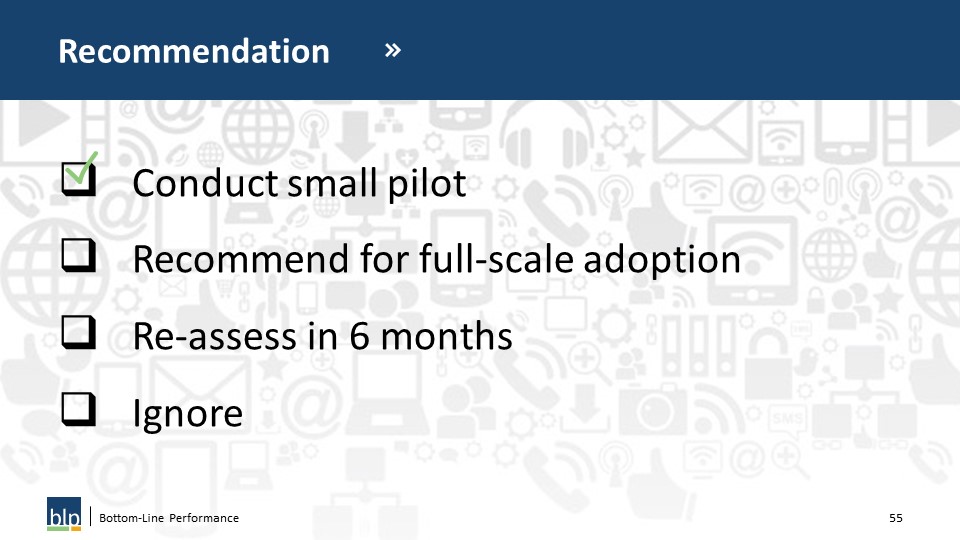 Recommendation »
Conduct small pilot
Recommend for full-scale adoption
Re-assess in 6 months
Ignore
SMS
blp Bottom-Line Performance
55